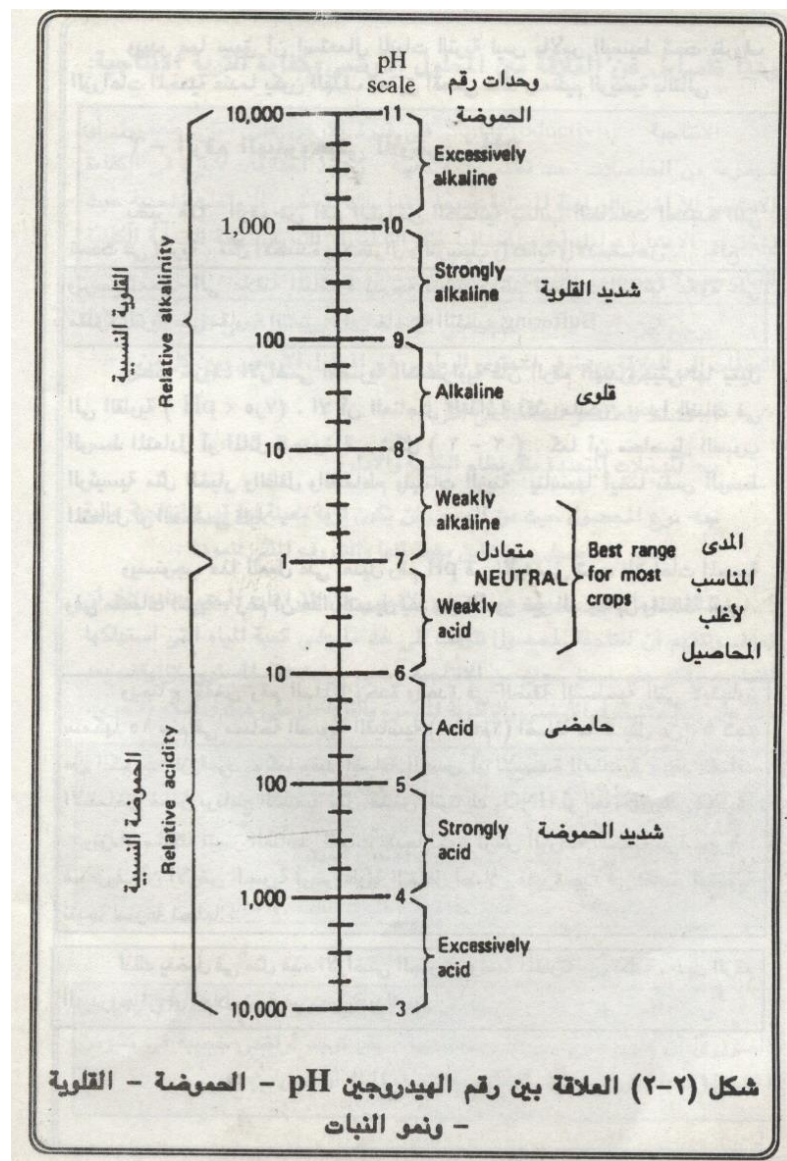 pH
scale
وحدات رقم
الحموضة
10,000 11
Excessively
alkaline
1,000 10
Strongly
alkaline
شديد القلوية
القلوية النسبية
Relative alkalinity
100 9
Alkaline
قلوى
10 8
Weakly
alkaline
1 7
متعادل
NEUTRAL
Best range
for most
crops
المدى
المناسب
لأغلب
المحاصيل
Weakly
acid
10 6
Acid
حامضى
الحموضة النسبية
Relative acidity
100 5
Strongly
acid
شديد الحموضة
1,000 4
Excessively
acid
10,000 3
شكل (٢-٢) العلاقة بين رقم الهيدروجين pH - الحموضة - القلوية
- ونمو النبات